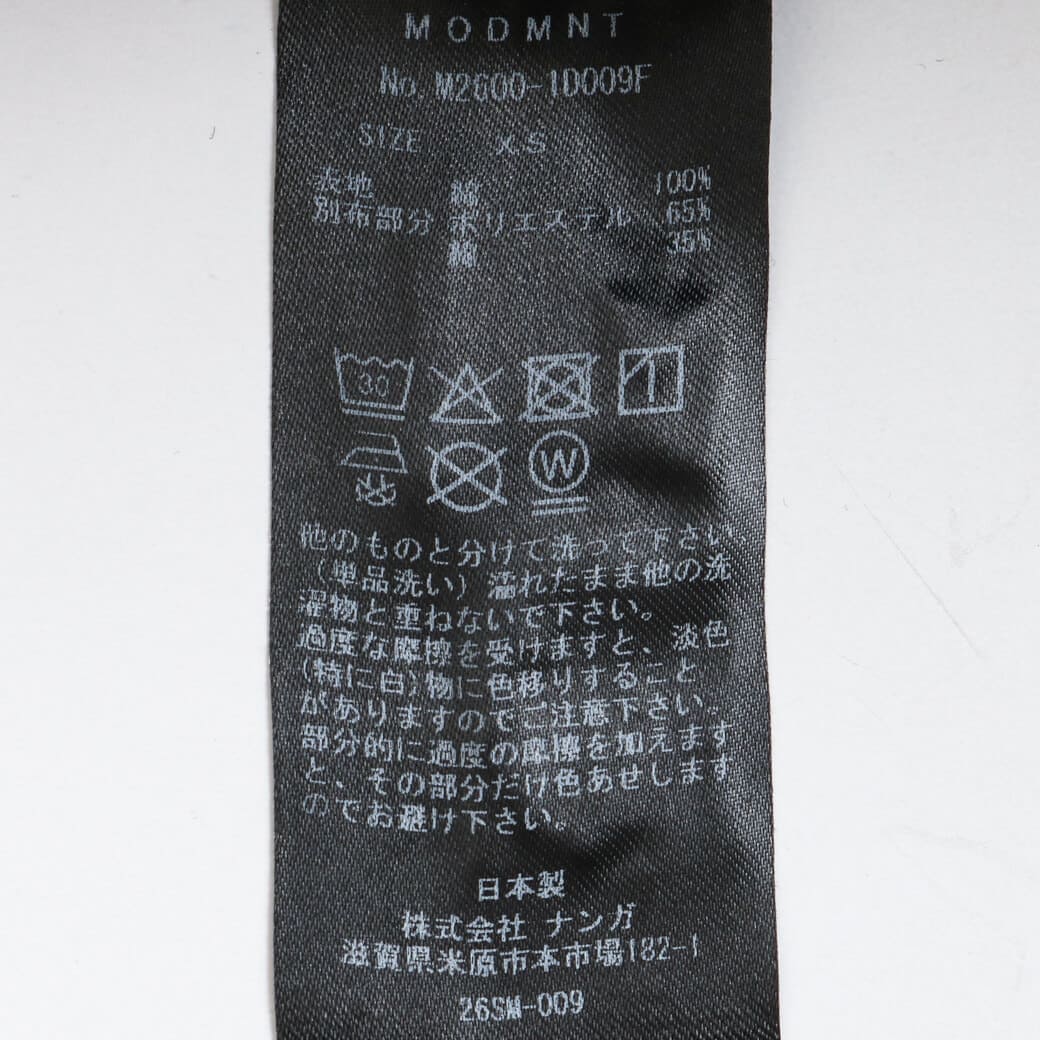 MODMNT
No. M2600-1D009F
SIZE XS
表地 綿 100%
別布部分 ポリエステル 65%
綿 35%
30
W
他のものと分けて洗って下さい
(単品洗い)濡れたまま他の洗
濯物と重ねないで下さい。
過度な摩擦を受けますと、淡色
(特に白)物に色移りすること
がありますのでご注意下さい。
部分的に過度の摩擦を加えます
と、その部分だけ色あせします
のでお避け下さい。
日本製
株式会社 ナンガ
滋賀県米原市本市場182-1
26SM-009